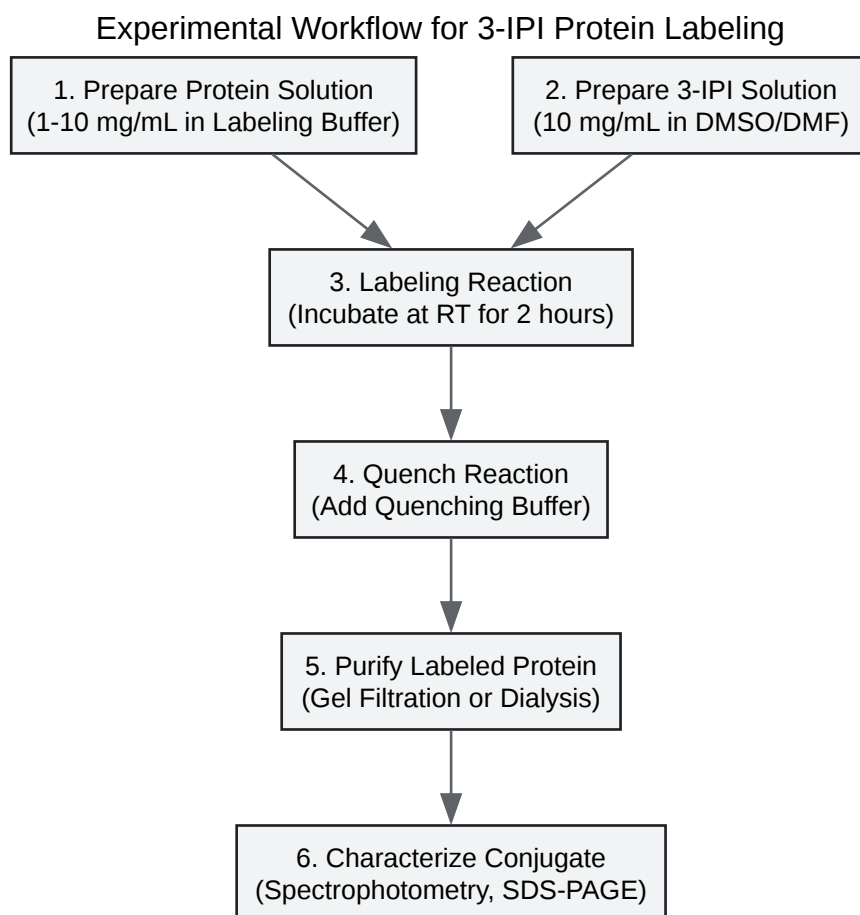 Experimental Workflow for 3-IPI Protein Labeling
1. Prepare Protein Solution
(1-10 mg/mL in Labeling Buffer)
2. Prepare 3-IPI Solution
(10 mg/mL in DMSO/DMF)
3. Labeling Reaction
(Incubate at RT for 2 hours)
4. Quench Reaction
(Add Quenching Buffer)
5. Purify Labeled Protein
(Gel Filtration or Dialysis)
6. Characterize Conjugate
(Spectrophotometry, SDS-PAGE)